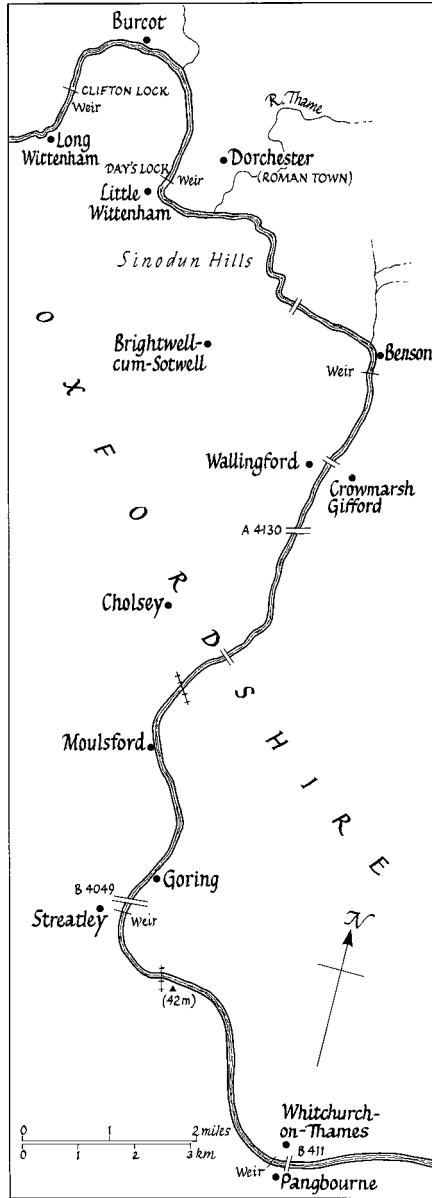 Burcot
CLIFTON LOCK
Weir
R. Thame
Long
Wittenham
Dorchester
(ROMAN TOWN)
DAY'S LOCK
Weir
Little
Wittenham
Sinodun Hills
OXFORDSHIRE
Brightwell-
cum-Sotwell
Benson
Weir
Wallingford
Crowmarsh
Gifford
A 4130
Cholsey
Moulsford
Goring
B 4049
Streatley
Weir
N
(42m)
Whitchurch-
on-Thames
B 411
Weir
Pangbourne
0 1 2 miles
0 1 2 3 km